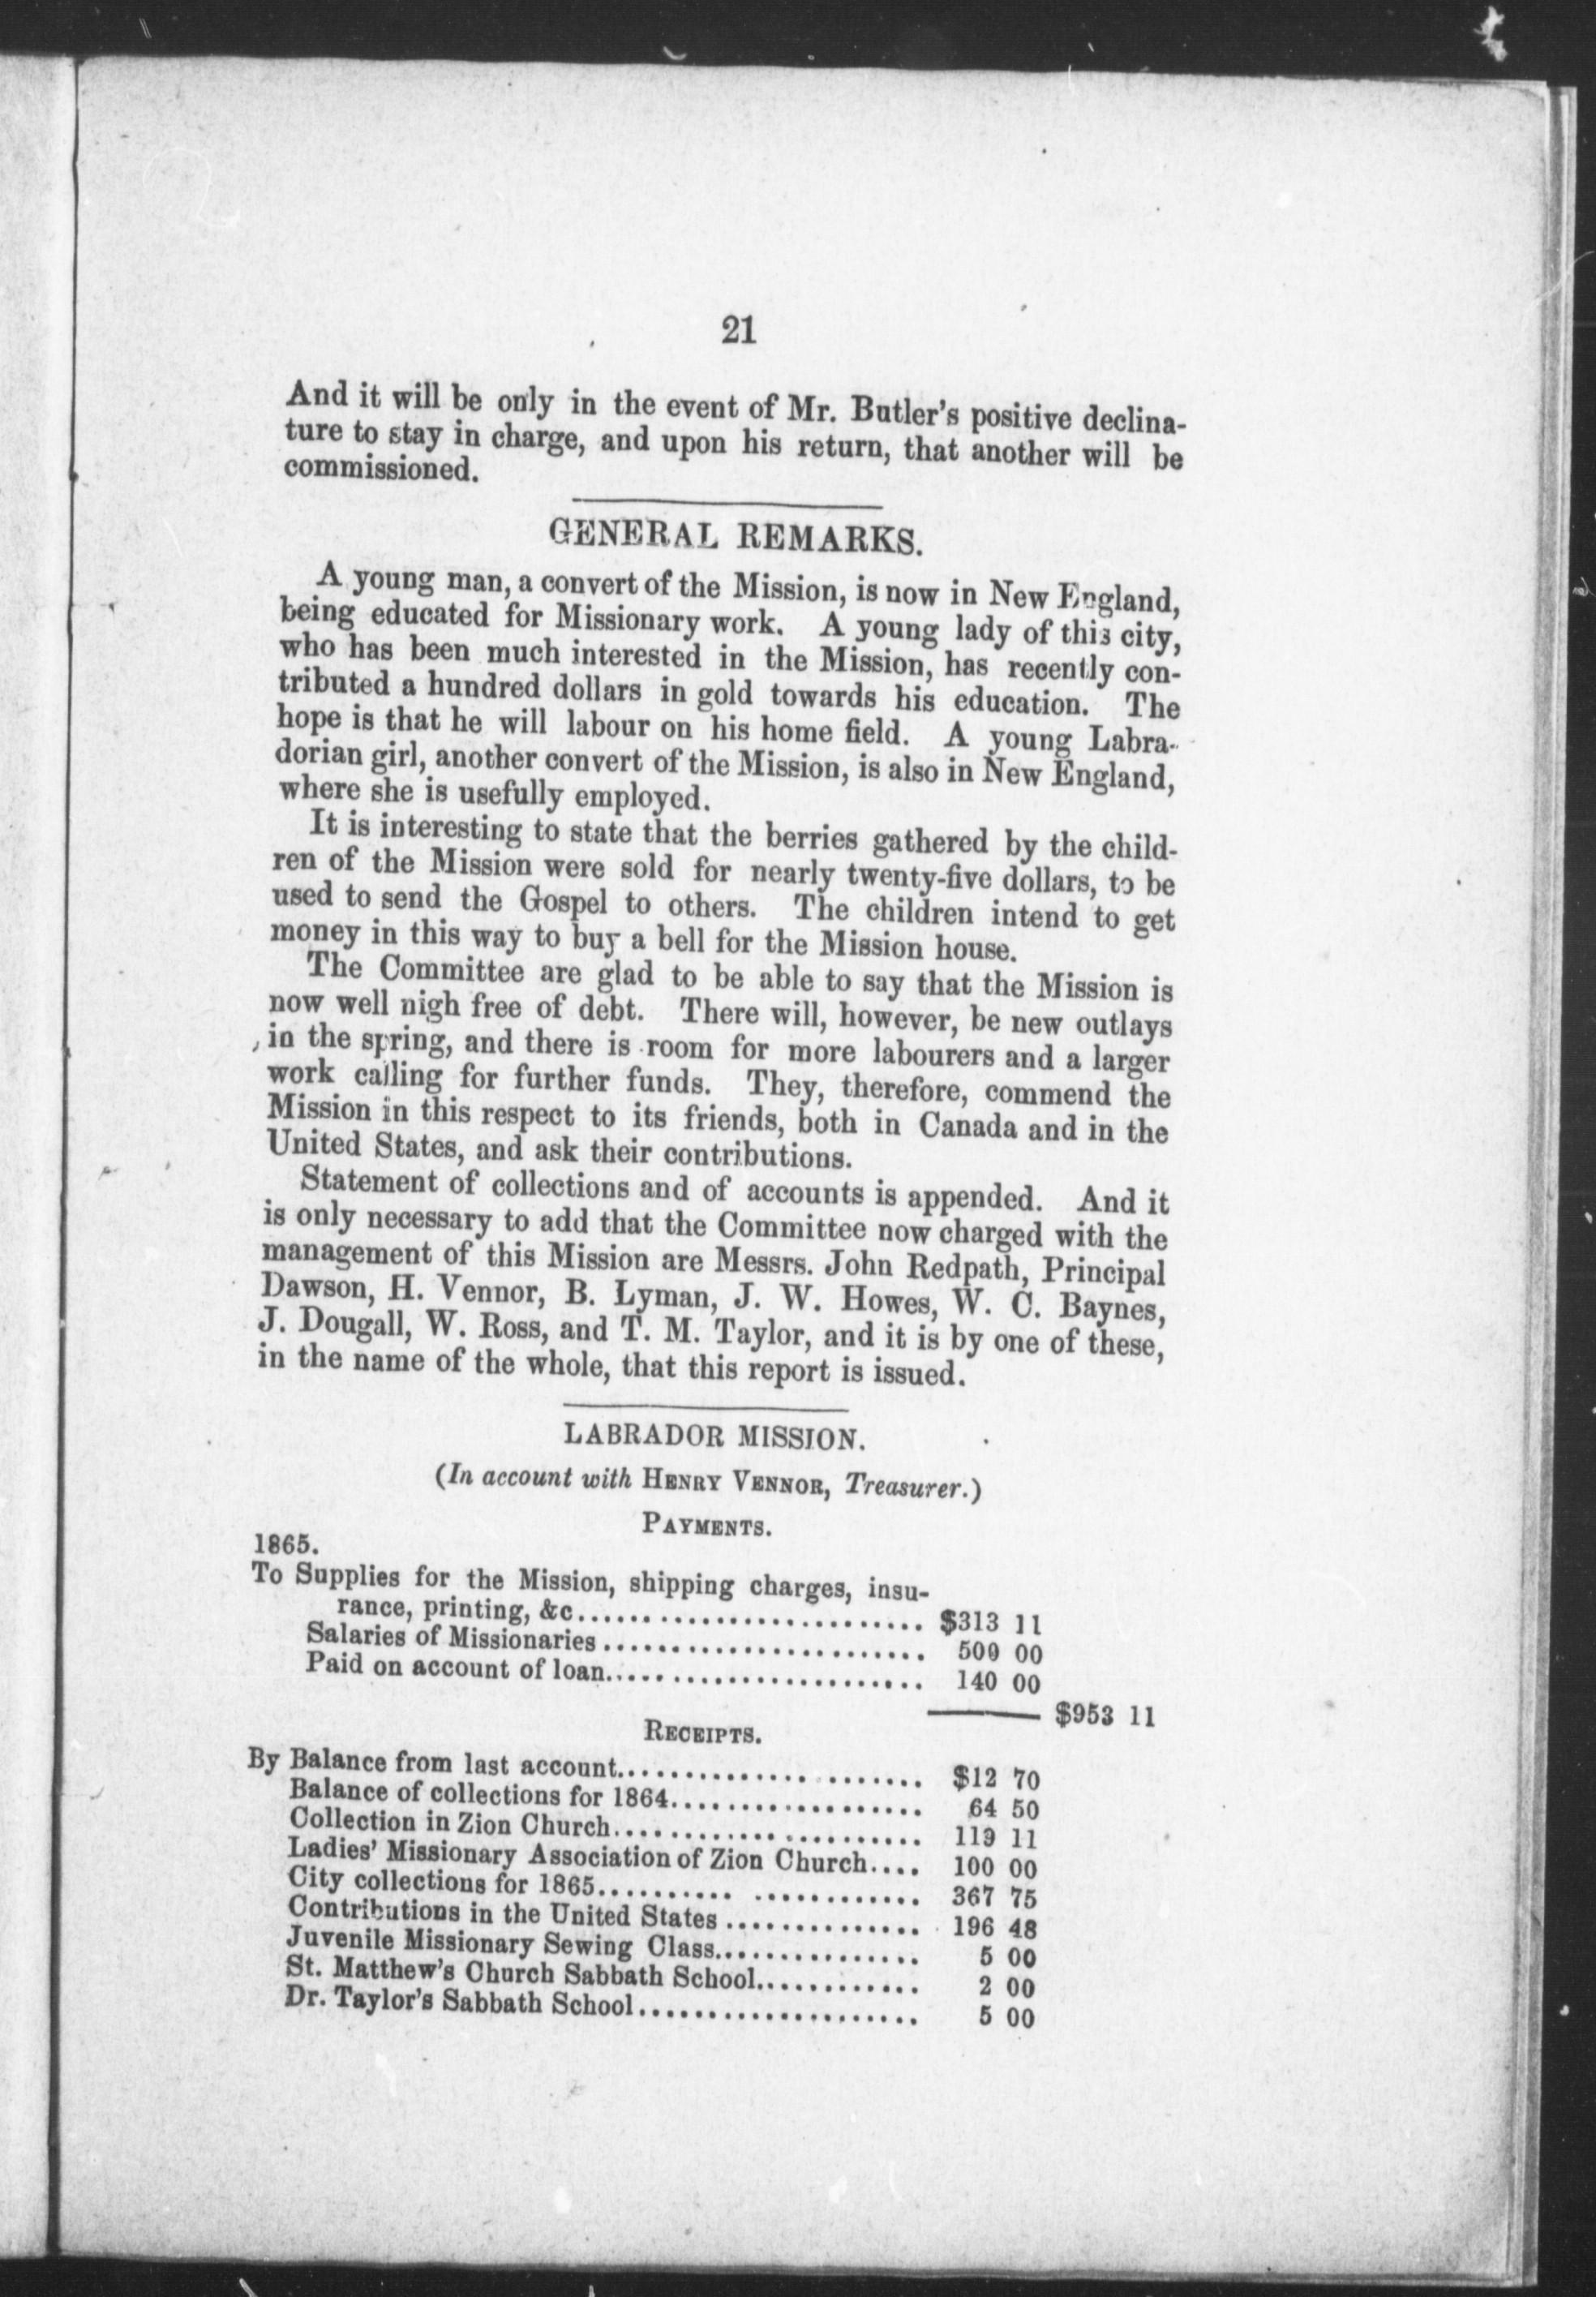 21
And it will be only in the event of Mr. Butler's positive declina-
ture to stay in charge, and upon his return, that another will be
commissioned.
GENERAL REMARKS.
A young man, a convert of the Mission, is now in New England,
being educated for Missionary work. A young lady of this city,
who has been much interested in the Mission, has recently con-
tributed a hundred dollars in gold towards his education. The
hope is that he will labour on his home field. A young Labra-
dorian girl, another convert of the Mission, is also in New England,
where she is usefully employed.
It is interesting to state that the berries gathered by the child-
ren of the Mission were sold for nearly twenty-five dollars, to be
used to send the Gospel to others. The children intend to get
money in this way to buy a bell for the Mission house.
The Committee are glad to be able to say that the Mission is
now well nigh free of debt. There will, however, be new outlays
in the spring, and there is room for more labourers and a larger
work calling for further funds. They, therefore, commend the
Mission in this respect to its friends, both in Canada and in the
United States, and ask their contributions.
Statement of collections and of accounts is appended. And it
is only necessary to add that the Committee now charged with the
management of this Mission are Messrs. John Redpath, Principal
Dawson, H. Vennor, B. Lyman, J. W. Howes, W. C. Baynes,
J. Dougall, W. Ross, and T. M. Taylor, and it is by one of these,
in the name of the whole, that this report is issued.
LABRADOR MISSION.
(In account with HENRY VENNOR, Treasurer.)
PAYMENTS.
1865.
To Supplies for the Mission, shipping charges, insu-
rance, printing, &c........................... $313 11
Salaries of Missionaries ....................... 500 00
Paid on account of loan....................... 140 00
$953 11
RECEIPTS.
By Balance from last account...................... $12 70
Balance of collections for 1864.................. 64 50
Collection in Zion Church...................... 119 11
Ladies' Missionary Association of Zion Church.... 100 00
City collections for 1865...................... 367 75
Contributions in the United States .............. 196 48
Juvenile Missionary Sewing Class............... 5 00
St. Matthew's Church Sabbath School............ 2 00
Dr. Taylor's Sabbath School.................... 5 00